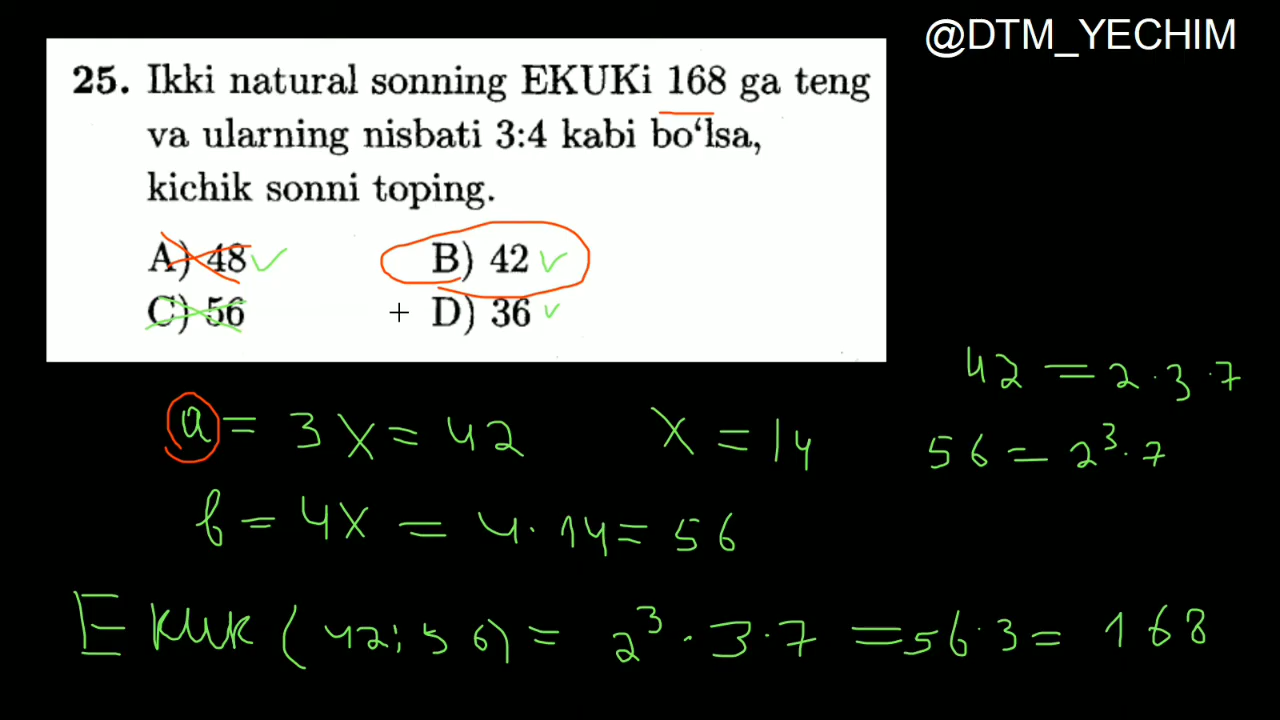 @DTM_YECHIM
25. Ikki natural sonning EKUKi 168 ga teng
va ularning nisbati 3:4 kabi bo‘lsa,
kichik sonni toping.
A) 48 B) 42
C) 56 D) 36
42 = 2·3·7
a = 3x = 42 x = 14
56 = 2³·7
b = 4x = 4·14 = 56
EKUK (42; 56) = 2³·3·7 = 56·3 = 168